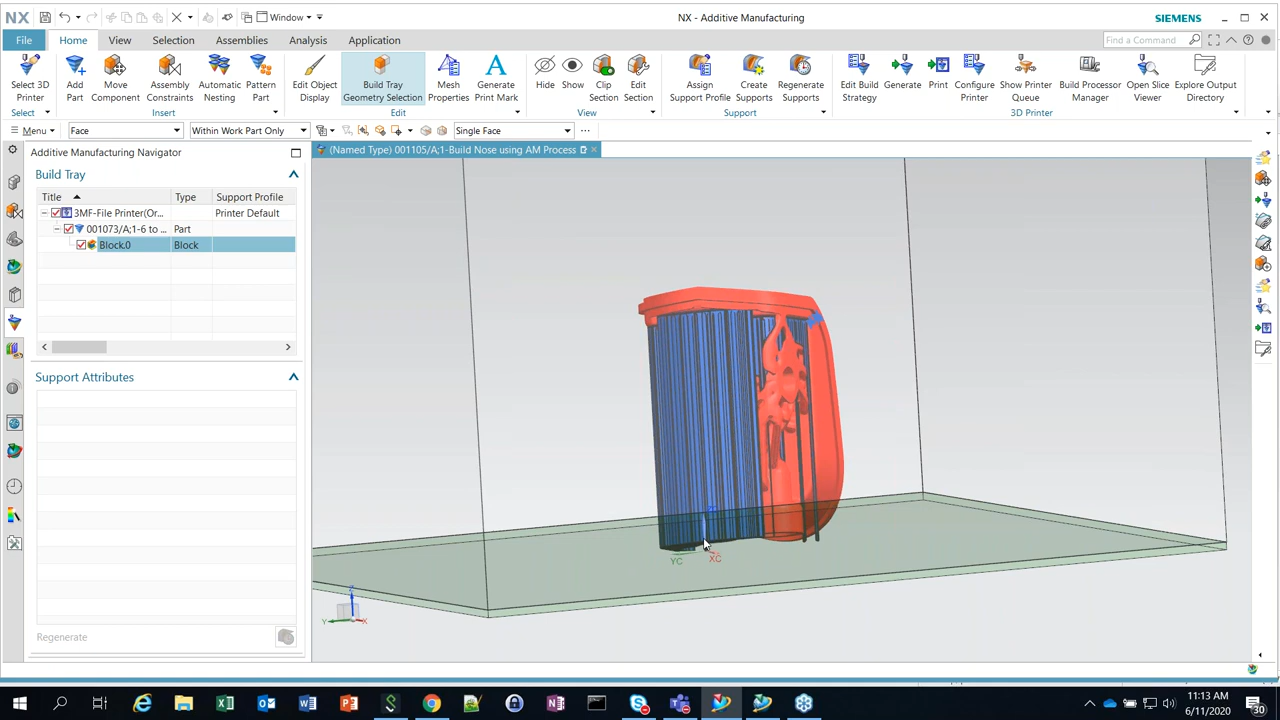 NX
Window
NX - Additive Manufacturing
SIEMENS
File
Home
View
Selection
Assemblies
Analysis
Application
Find a Command
Select 3D Printer
Add Part
Move Component
Assembly Constraints
Automatic Nesting
Pattern Part
Edit Object Display
Build Tray Geometry Selection
Mesh Properties
Generate Print Mark
Hide
Show
Clip Section
Edit Section
Assign Support Profile
Create Supports
Regenerate Supports
Edit Build Strategy
Generate
Print
Configure Printer
Show Printer Queue
Build Processor Manager
Open Slice Viewer
Explore Output Directory
Select
Insert
Edit
View
Support
3D Printer
Menu
Face
Within Work Part Only
Single Face
Additive Manufacturing Navigator
(Named Type) 001105/A;1-Build Nose using AM Process
Build Tray
Title
Type
Support Profile
3MF-File Printer(Or...
Printer Default
001073/A;1-6 to ...
Part
Block.0
Block
Support Attributes
YC
XC
Z
Y
X
Regenerate
11:13 AM
6/11/2020
30